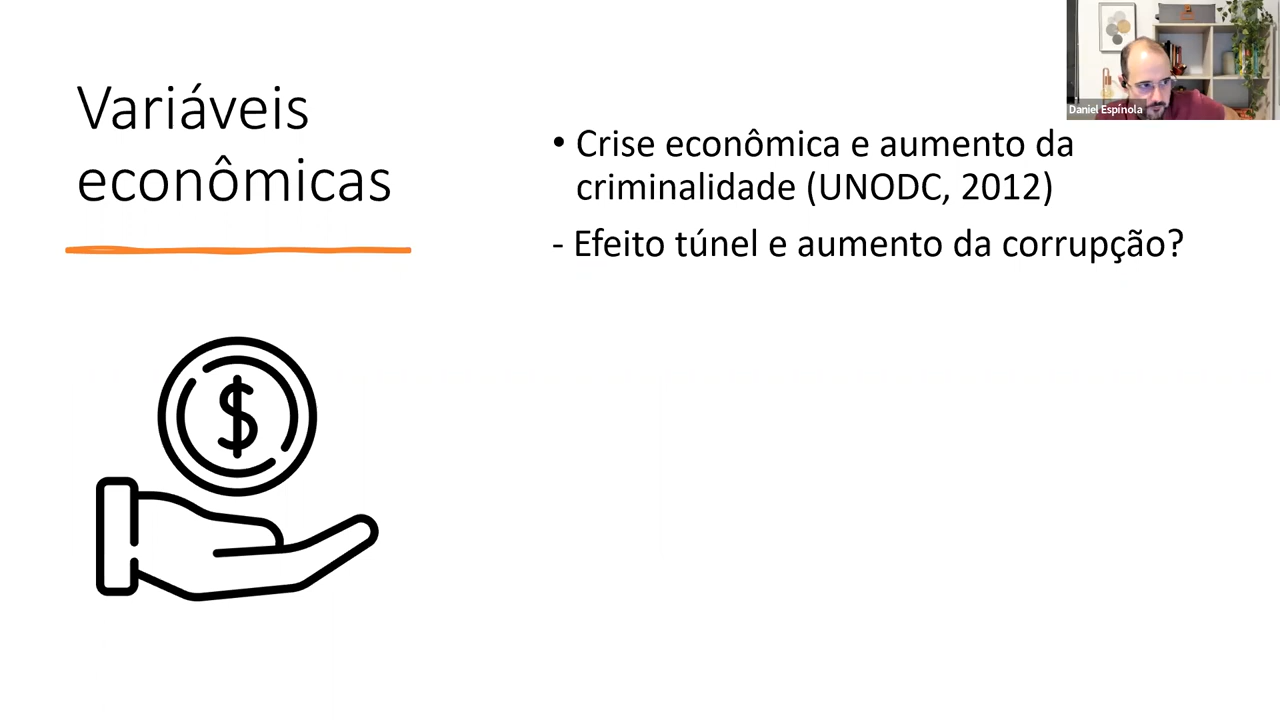 Variáveis
econômicas
• Crise econômica e aumento da
criminalidade (UNODC, 2012)
- Efeito túnel e aumento da corrupção?
$
Daniel Espínola